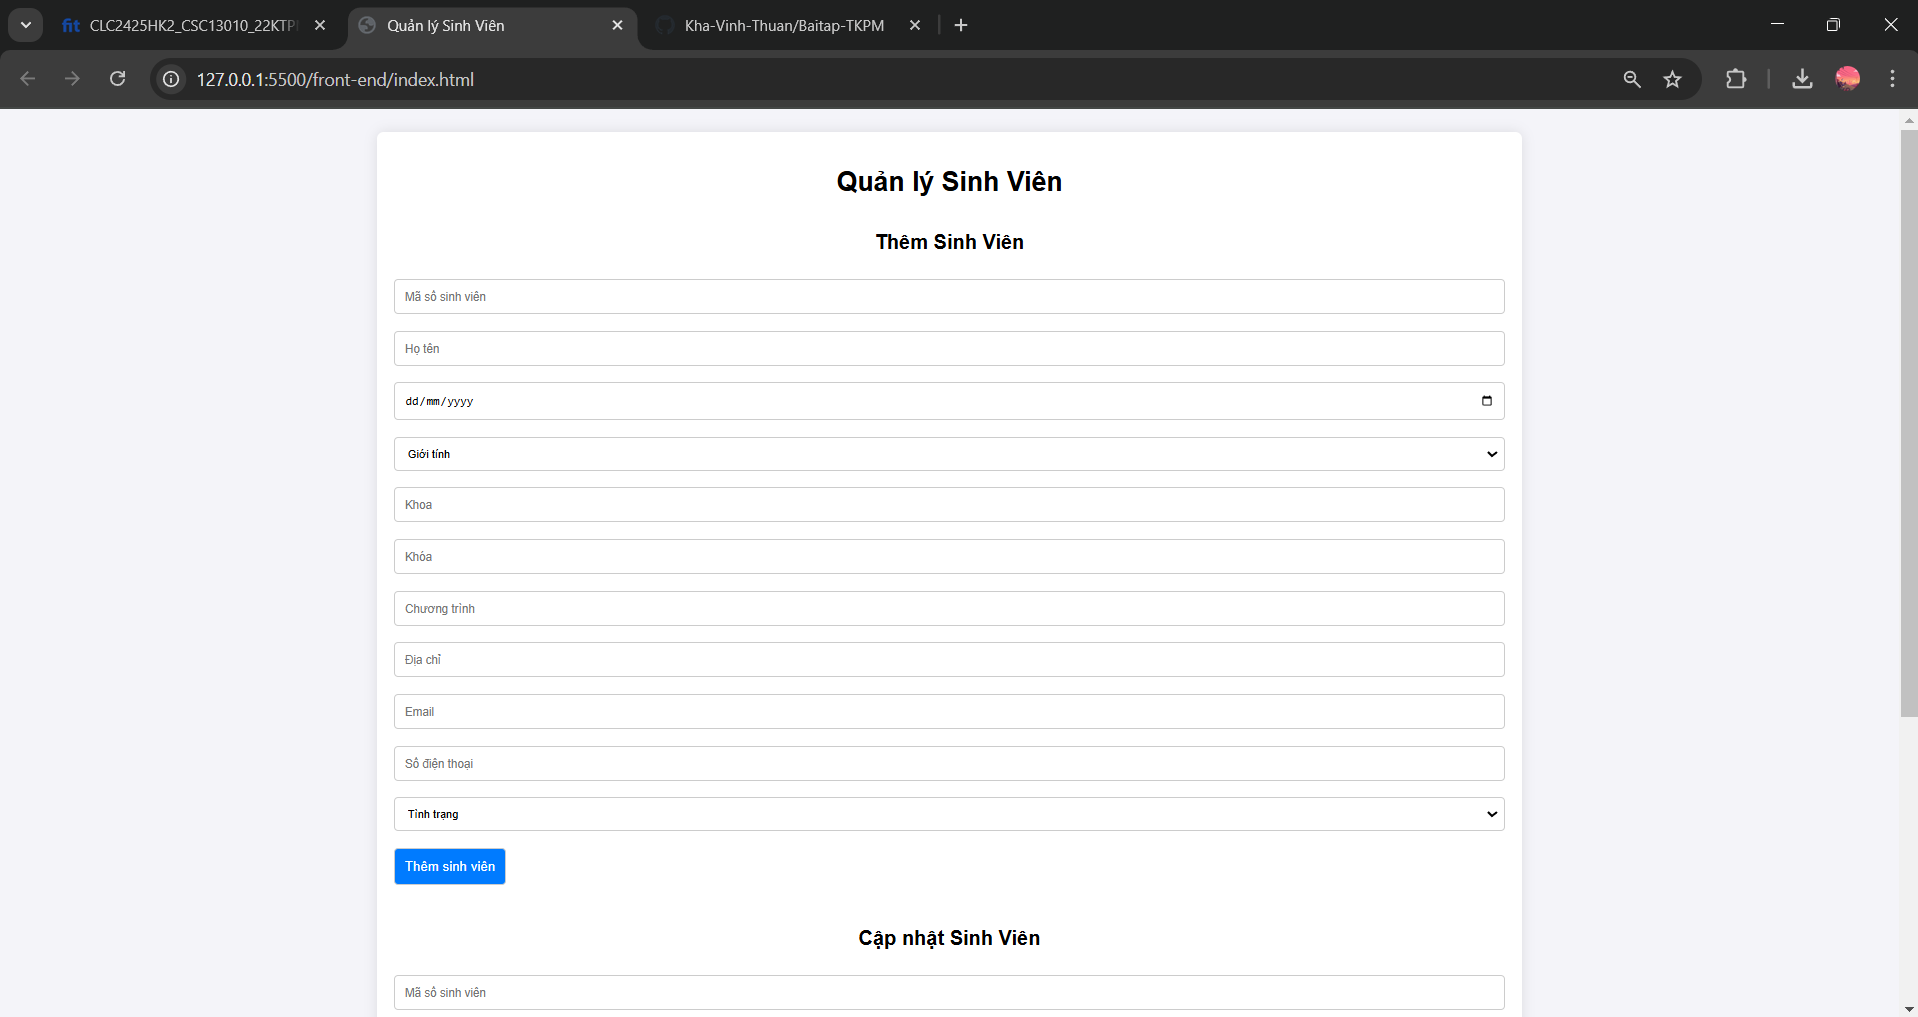 fit CLC2425HK2_CSC13010_22KTP
Quản lý Sinh Viên
Kha-Vinh-Thuan/Baitap-TKPM
127.0.0.1:5500/front-end/index.html
Quản lý Sinh Viên
Thêm Sinh Viên
Mã số sinh viên
Họ tên
dd/mm/yyyy
Giới tính
Khoa
Khóa
Chương trình
Địa chỉ
Email
Số điện thoại
Tình trạng
Thêm sinh viên
Cập nhật Sinh Viên
Mã số sinh viên